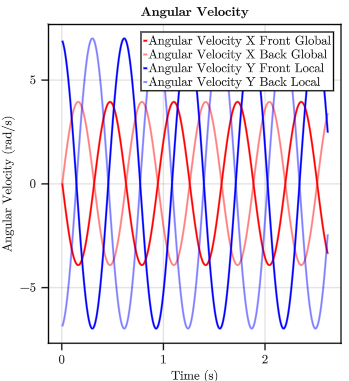 Angular Velocity
Angular Velocity X Front Global
Angular Velocity X Back Global
Angular Velocity Y Front Local
Angular Velocity Y Back Local
Angular Velocity (rad/s)
5
0
−5
0 1 2
Time (s)